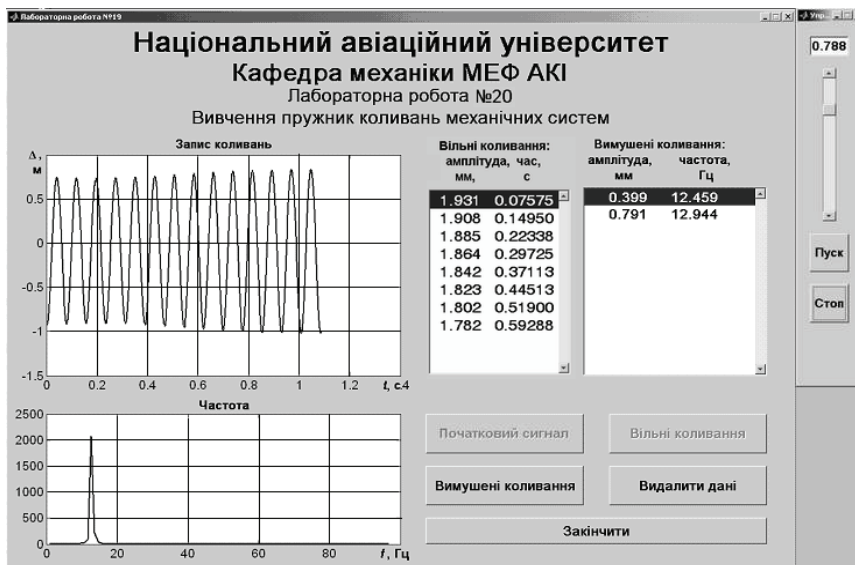 Лабораторна робота №19
Упр...
0.788
Національний авіаційний університет
Кафедра механіки МЕФ АКІ
Лабораторна робота №20
Вивчення пружник коливань механічних систем
Запис коливань
Δ,
м
0.5
0
-0.5
-1
-1.5
0 0.2 0.4 0.6 0.8 1 1.2 t, c.4
Вільні коливання:
амплітуда, час,
мм, с
1.931 0.07575
1.908 0.14950
1.885 0.22338
1.864 0.29725
1.842 0.37113
1.823 0.44513
1.802 0.51900
1.782 0.59288
Вимушені коливання:
амплітуда, частота,
мм Гц
0.399 12.459
0.791 12.944
Пуск
Стоп
Частота
2500
2000
1500
1000
500
0
0 20 40 60 80 f, Гц
Початковий сигнал
Вільні коливання
Вимушені коливання
Видалити дані
Закінчити